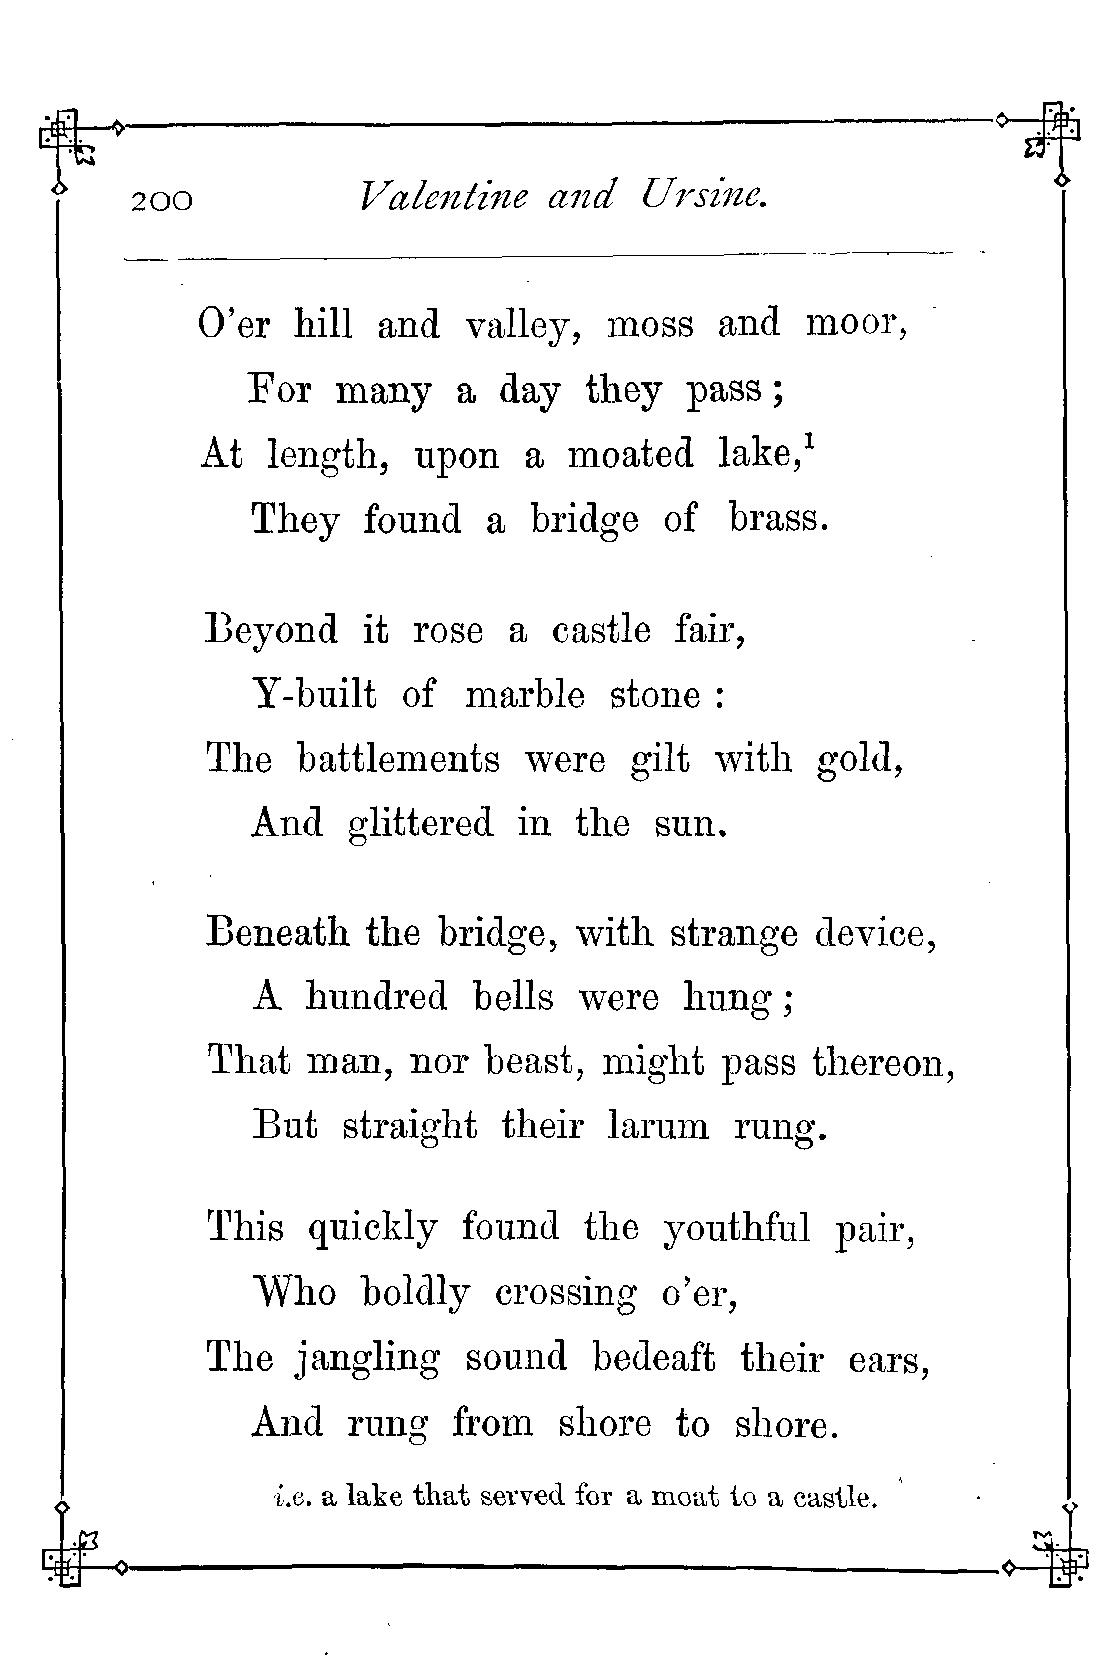 200 Valentine and Ursine.
O'er hill and valley, moss and moor,
For many a day they pass ;
At length, upon a moated lake,¹
They found a bridge of brass.
Beyond it rose a castle fair,
Y-built of marble stone :
The battlements were gilt with gold,
And glittered in the sun.
Beneath the bridge, with strange device,
A hundred bells were hung ;
That man, nor beast, might pass thereon,
But straight their larum rung.
This quickly found the youthful pair,
Who boldly crossing o'er,
The jangling sound bedeaft their ears,
And rung from shore to shore.
i.e. a lake that served for a moat to a castle.